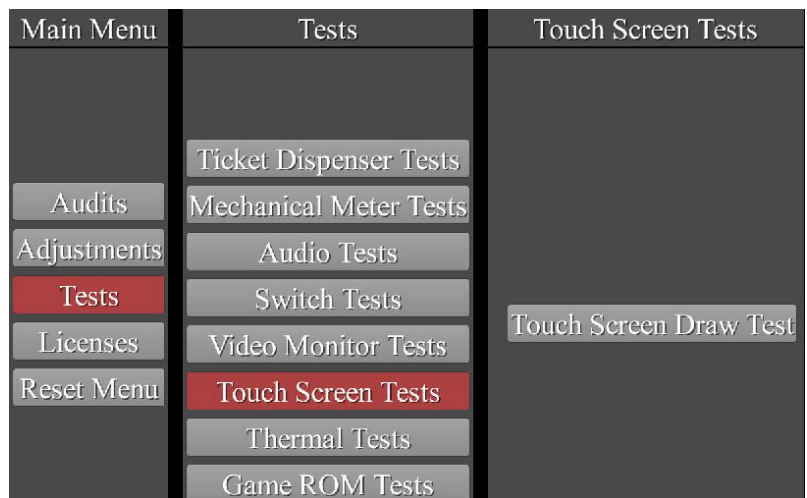 Main Menu
Audits
Adjustments
Tests
Licenses
Reset Menu
Tests
Ticket Dispenser Tests
Mechanical Meter Tests
Audio Tests
Switch Tests
Video Monitor Tests
Touch Screen Tests
Thermal Tests
Game ROM Tests
Touch Screen Tests
Touch Screen Draw Test